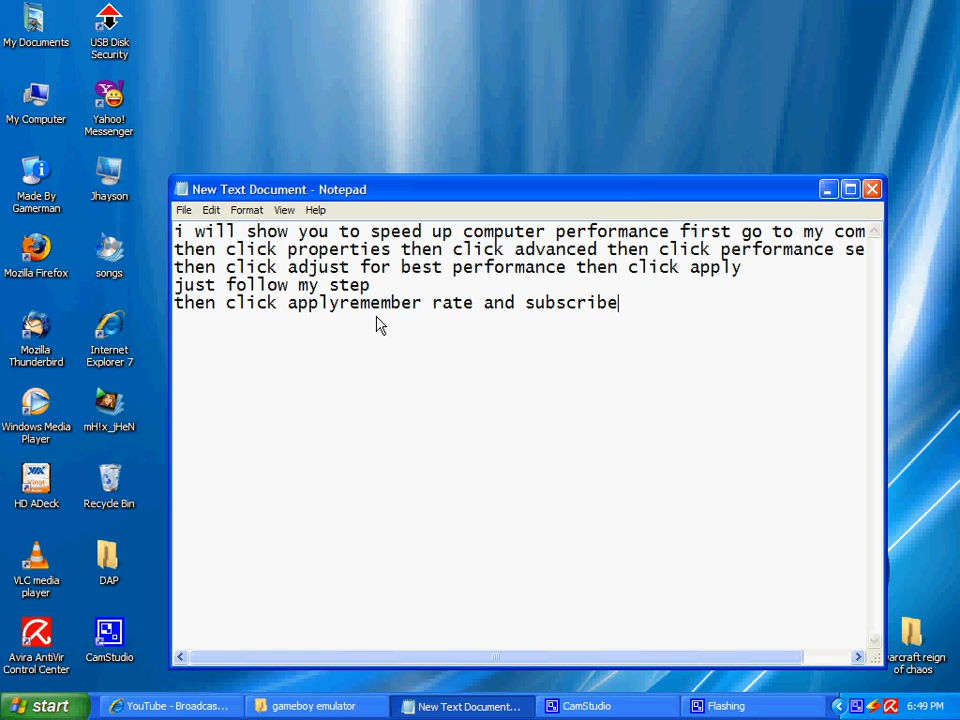 My Documents
USB Disk
Security
My Computer
Yahoo!
Messenger
Made By
Gamerman
Jhayson
Mozilla Firefox
songs
Mozilla
Thunderbird
Internet
Explorer 7
Windows Media
Player
mH!x_jHeN
HD ADeck
Recycle Bin
VLC media
player
DAP
Avira AntiVir
Control Center
CamStudio
New Text Document - Notepad
File Edit Format View Help
i will show you to speed up computer performance first go to my com
then click properties then click advanced then click performance se
then click adjust for best performance then click apply
just follow my step
then click applyremember rate and subscribe
arcraft reign
of chaos
start
YouTube - Broadcas...
gameboy emulator
New Text Document...
CamStudio
Flashing
6:49 PM